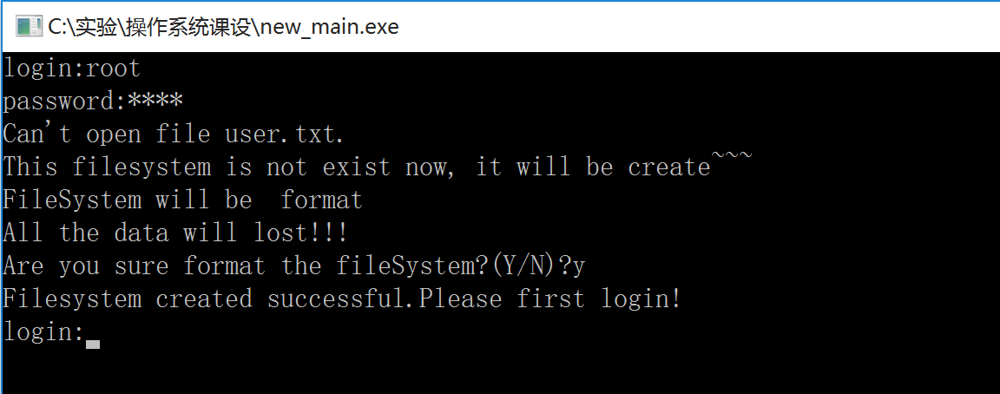 C:\实验\操作系统课设\new_main.exe
login:root
password:****
Can't open file user.txt.
This filesystem is not exist now, it will be create~~~
FileSystem will be  format
All the data will lost!!!
Are you sure format the fileSystem?(Y/N)?y
Filesystem created successful.Please first login!
login: